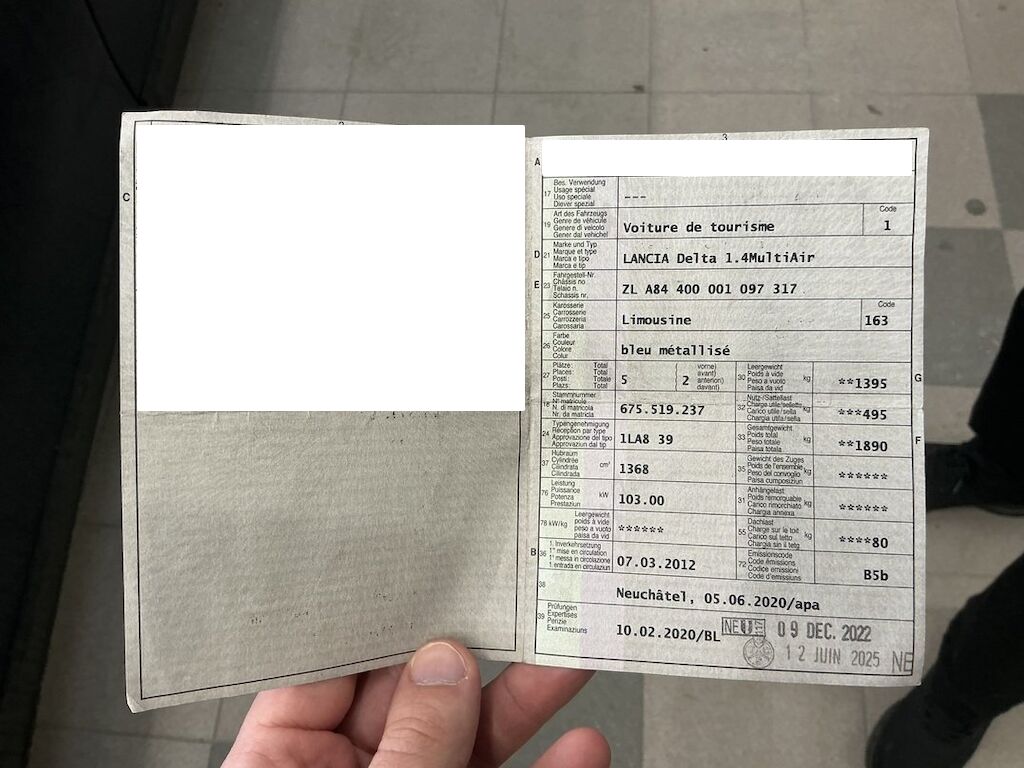 2
C
3
A
17 Bes. Verwendung
Usage spécial
Uso speciale
Diever spezial
---
19 Art des Fahrzeugs
Genre de véhicule
Genere di veicolo
Gener dal vehichel
Voiture de tourisme
Code
1
D 21 Marke und Typ
Marque et type
Marca e tipo
Marca e tip
LANCIA Delta 1.4MultiAir
E 23 Fahrgestell-Nr.
Châssis no
Telaio n.
Schassis nr.
ZL A84 400 001 097 317
25 Karosserie
Carrosserie
Carrozzeria
Carossaria
Limousine
Code
163
26 Farbe
Couleur
Colore
Colur
bleu métallisé
27 Plätze: Total
Places: Total
Posti: Totale
Plazs: Total
5
2
vorne)
avant)
anteriori)
davant)
30 Leergewicht
Poids à vide
Peso a vuoto
Paisa da vid
kg
**1395
G
18 Stammnummer
N° matricule
N. di matricola
Nr. da matricla
675.519.237
32 Nutz-/Sattellast
Charge utile/sellette
Carico utile/sella
Chargia utila/sella
kg
***495
24 Typengenehmigung
Réception par type
Approvazione del tipo
Approvaziun dal tip
1LA8 39
33 Gesamtgewicht
Poids total
Peso totale
Paisa totala
kg
**1890
F
37 Hubraum
Cylindrée
Cilindrata
Cilindrada
cm³
1368
35 Gewicht des Zuges
Poids de l'ensemble
Peso del convoglio
Paisa cumposiziun
kg
******
76 Leistung
Puissance
Potenza
Prestaziun
kW
103.00
31 Anhängelast
Poids remorquable
Carico rimorchiato
Chargia annexa
kg
******
78 kW/kg
Leergewicht
poids à vide
peso a vuoto
paisa da vid
******
55 Dachlast
Charge sur le toit
Carico sul tetto
Chargia sin il tetg
kg
****80
B 36 1. Inverkehrsetzung
1re mise en circulation
1a messa in circolazione
1. entrada en circulaziun
07.03.2012
72 Emissionscode
Code émissions
Codice emissioni
Code d'emissiuns
B5b
38
Neuchâtel, 05.06.2020/apa
39 Prüfungen
Expertises
Perizie
Examinaziuns
10.02.2020/BL
09 DEC. 2022
12 JUIN 2025 NE